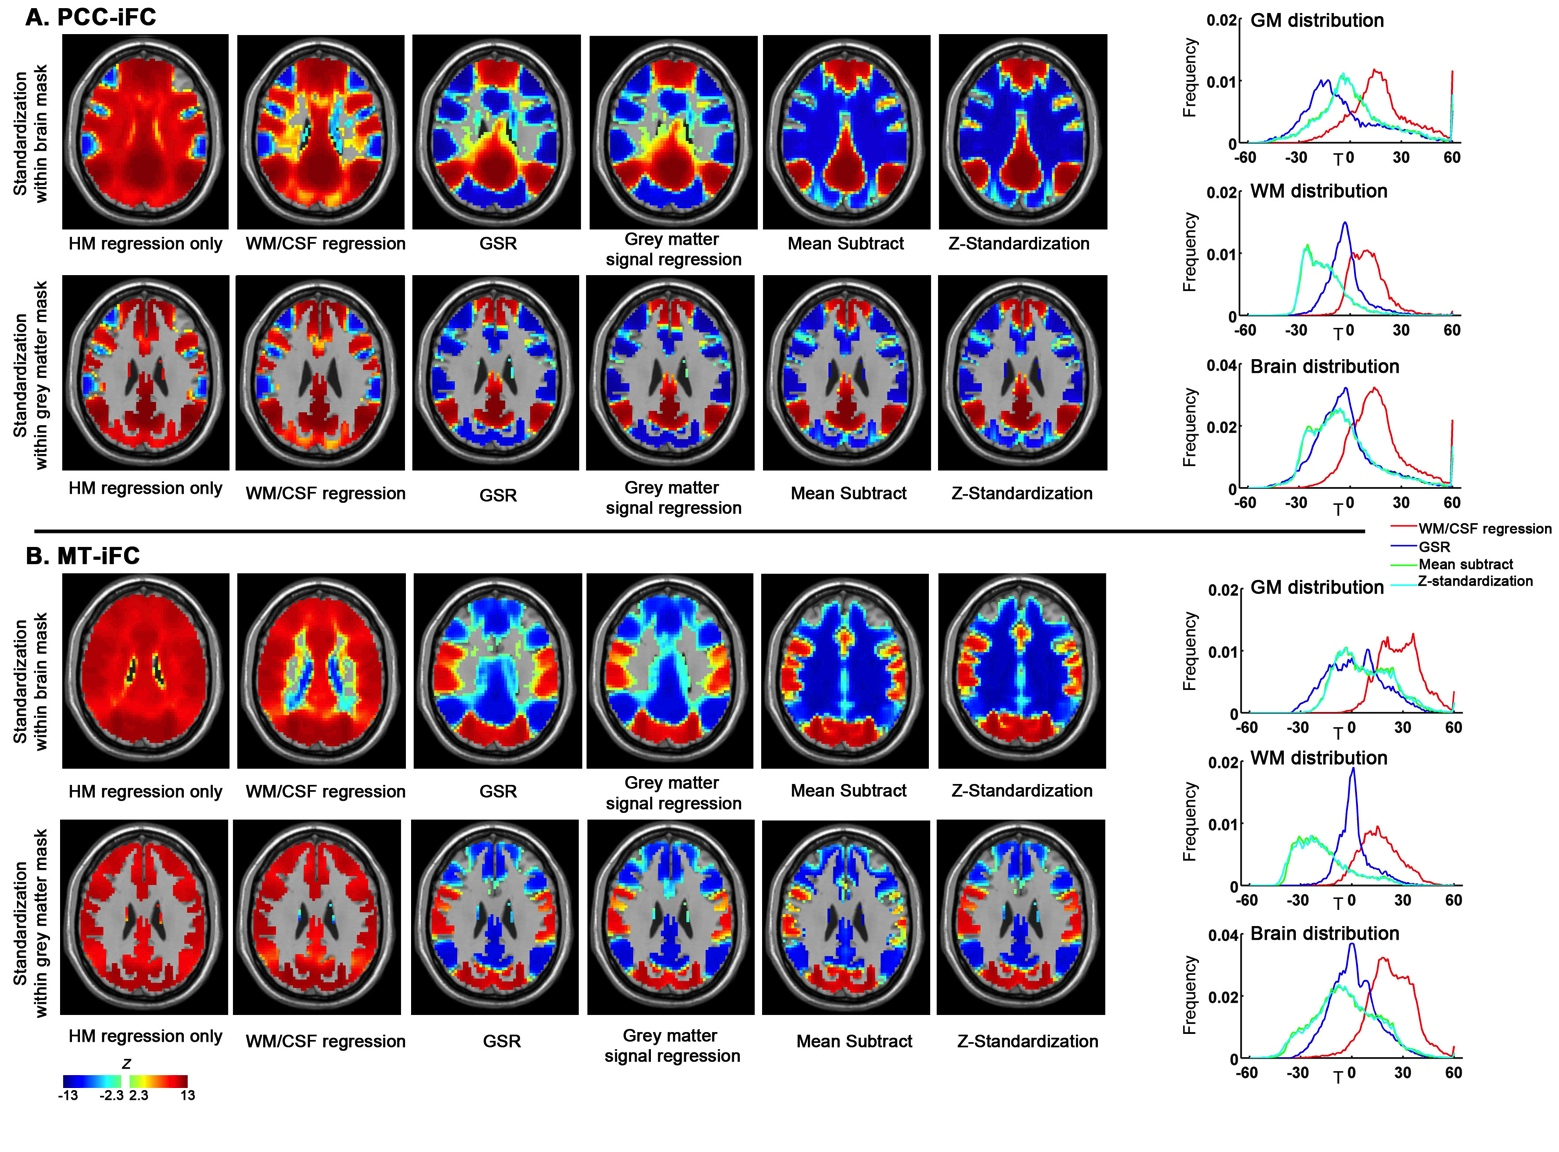 A. PCC-iFC
Standardization
within brain mask
HM regression only
WM/CSF regression
GSR
Grey matter
signal regression
Mean Subtract
Z-Standardization
Standardization
within grey matter mask
HM regression only
WM/CSF regression
GSR
Grey matter
signal regression
Mean Subtract
Z-Standardization
GM distribution
Frequency
0.02
0.01
0
-60 -30 T 0 30 60
WM distribution
Frequency
0.02
0.01
0
-60 -30 T 0 30 60
Brain distribution
Frequency
0.04
0.02
0
-60 -30 T 0 30 60
WM/CSF regression
GSR
Mean subtract
Z-standardization
B. MT-iFC
Standardization
within brain mask
HM regression only
WM/CSF regression
GSR
Grey matter
signal regression
Mean Subtract
Z-Standardization
Standardization
within grey matter mask
HM regression only
WM/CSF regression
GSR
Grey matter
signal regression
Mean Subtract
Z-Standardization
z
-13 -2.3 2.3 13
GM distribution
Frequency
0.02
0.01
0
-60 -30 T 0 30 60
WM distribution
Frequency
0.02
0.01
0
-60 -30 T 0 30 60
Brain distribution
Frequency
0.04
0.02
0
-60 -30 T 0 30 60